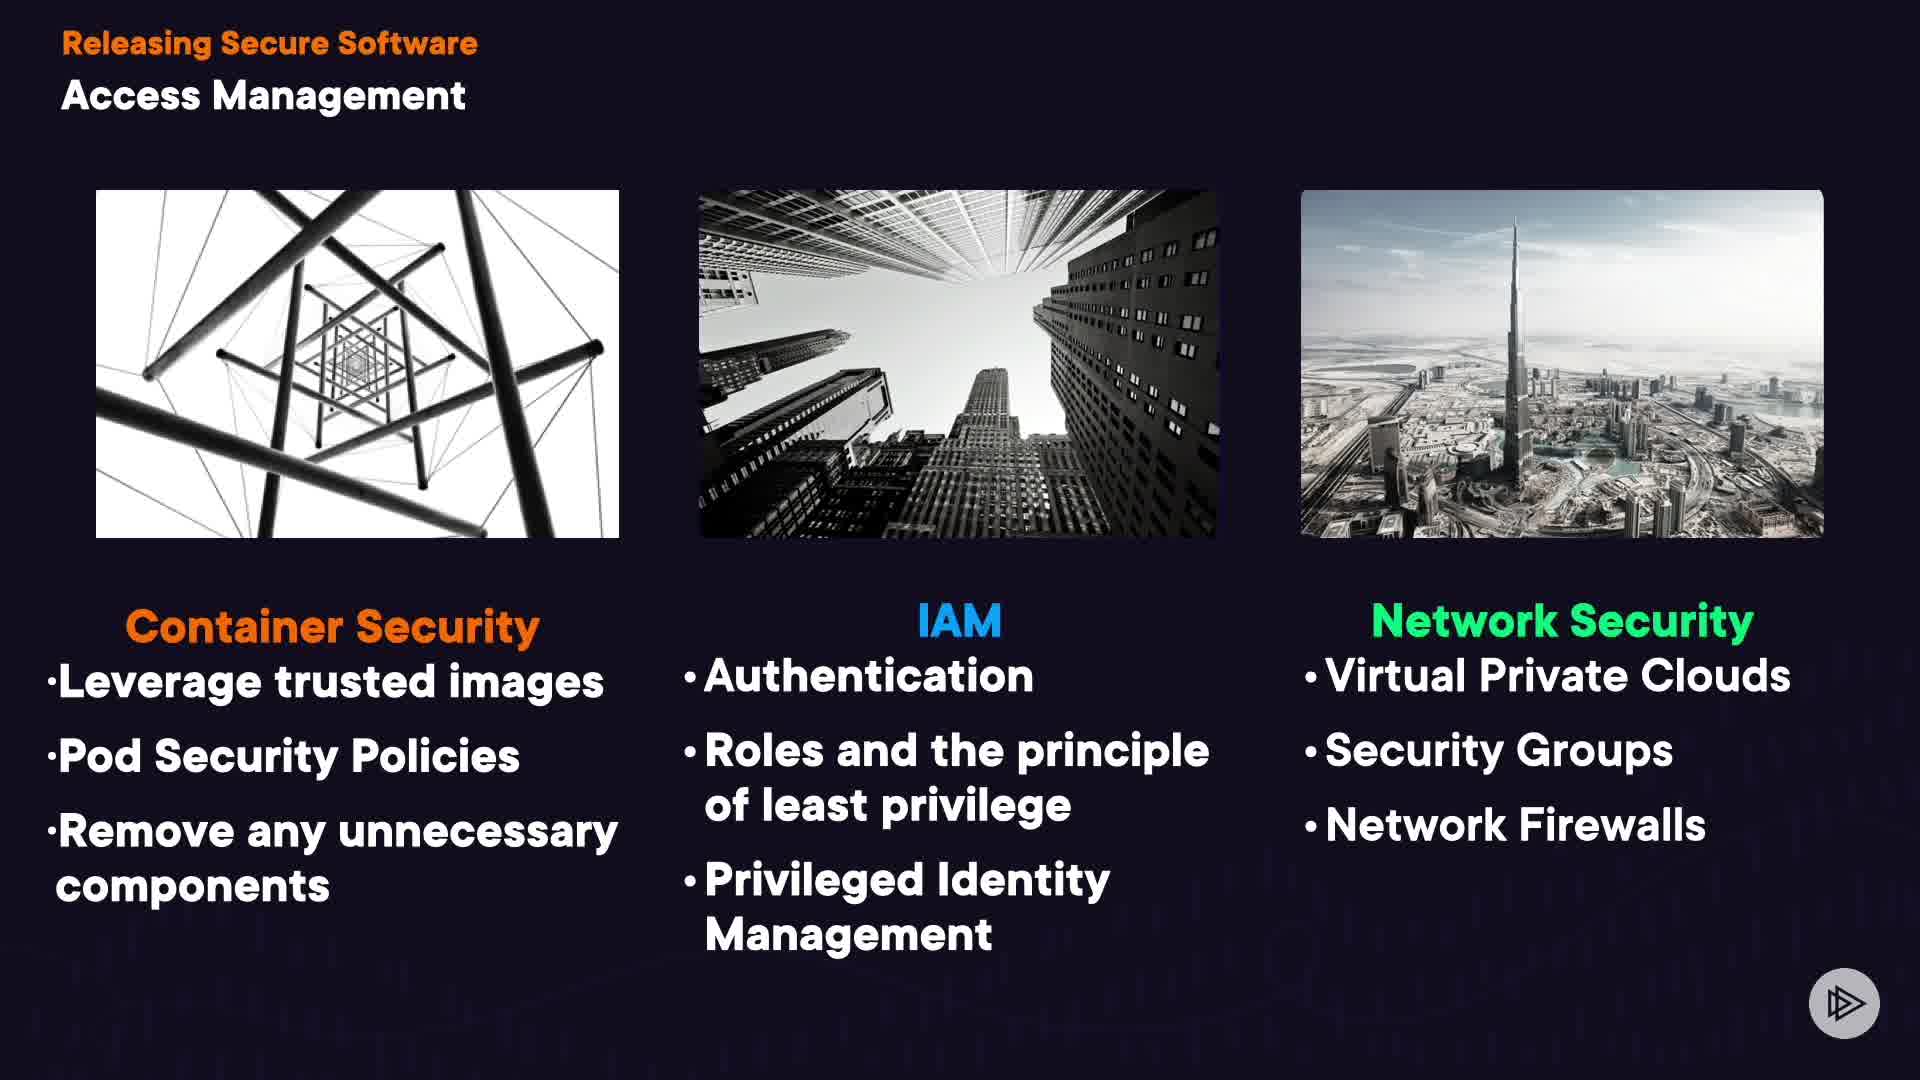 Releasing Secure Software
Access Management
Container Security
·Leverage trusted images
·Pod Security Policies
·Remove any unnecessary
components
IAM
• Authentication
• Roles and the principle
of least privilege
• Privileged Identity
Management
Network Security
• Virtual Private Clouds
• Security Groups
• Network Firewalls